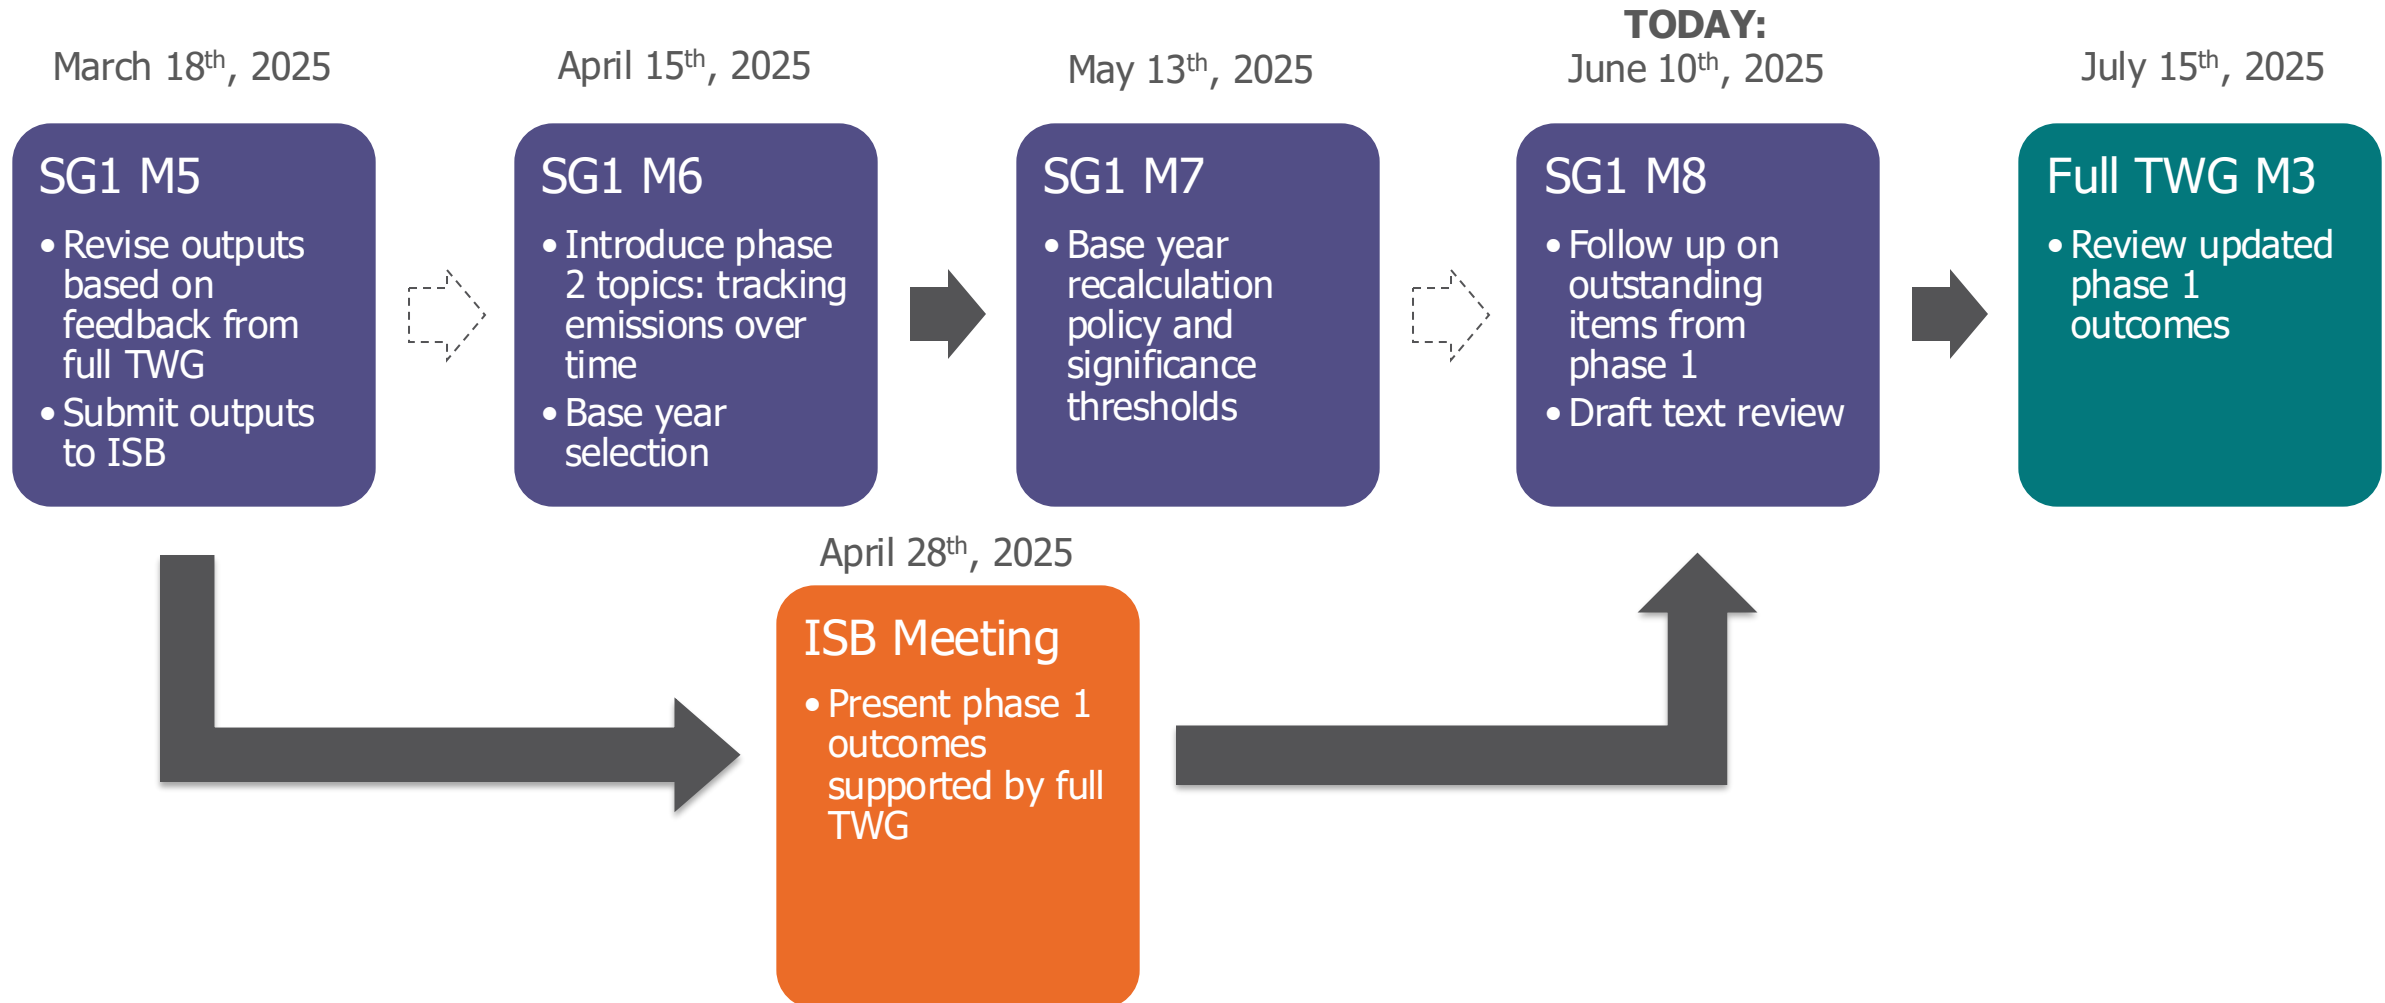 March 18th, 2025
SG1 M5
• Revise outputs
based on
feedback from
full TWG
• Submit outputs
to ISB
April 15th, 2025
SG1 M6
• Introduce phase
2 topics: tracking
emissions over
time
• Base year
selection
May 13th, 2025
SG1 M7
• Base year
recalculation
policy and
significance
thresholds
TODAY:
June 10th, 2025
SG1 M8
• Follow up on
outstanding
items from
phase 1
• Draft text review
July 15th, 2025
Full TWG M3
• Review updated
phase 1
outcomes
April 28th, 2025
ISB Meeting
• Present phase 1
outcomes
supported by full
TWG